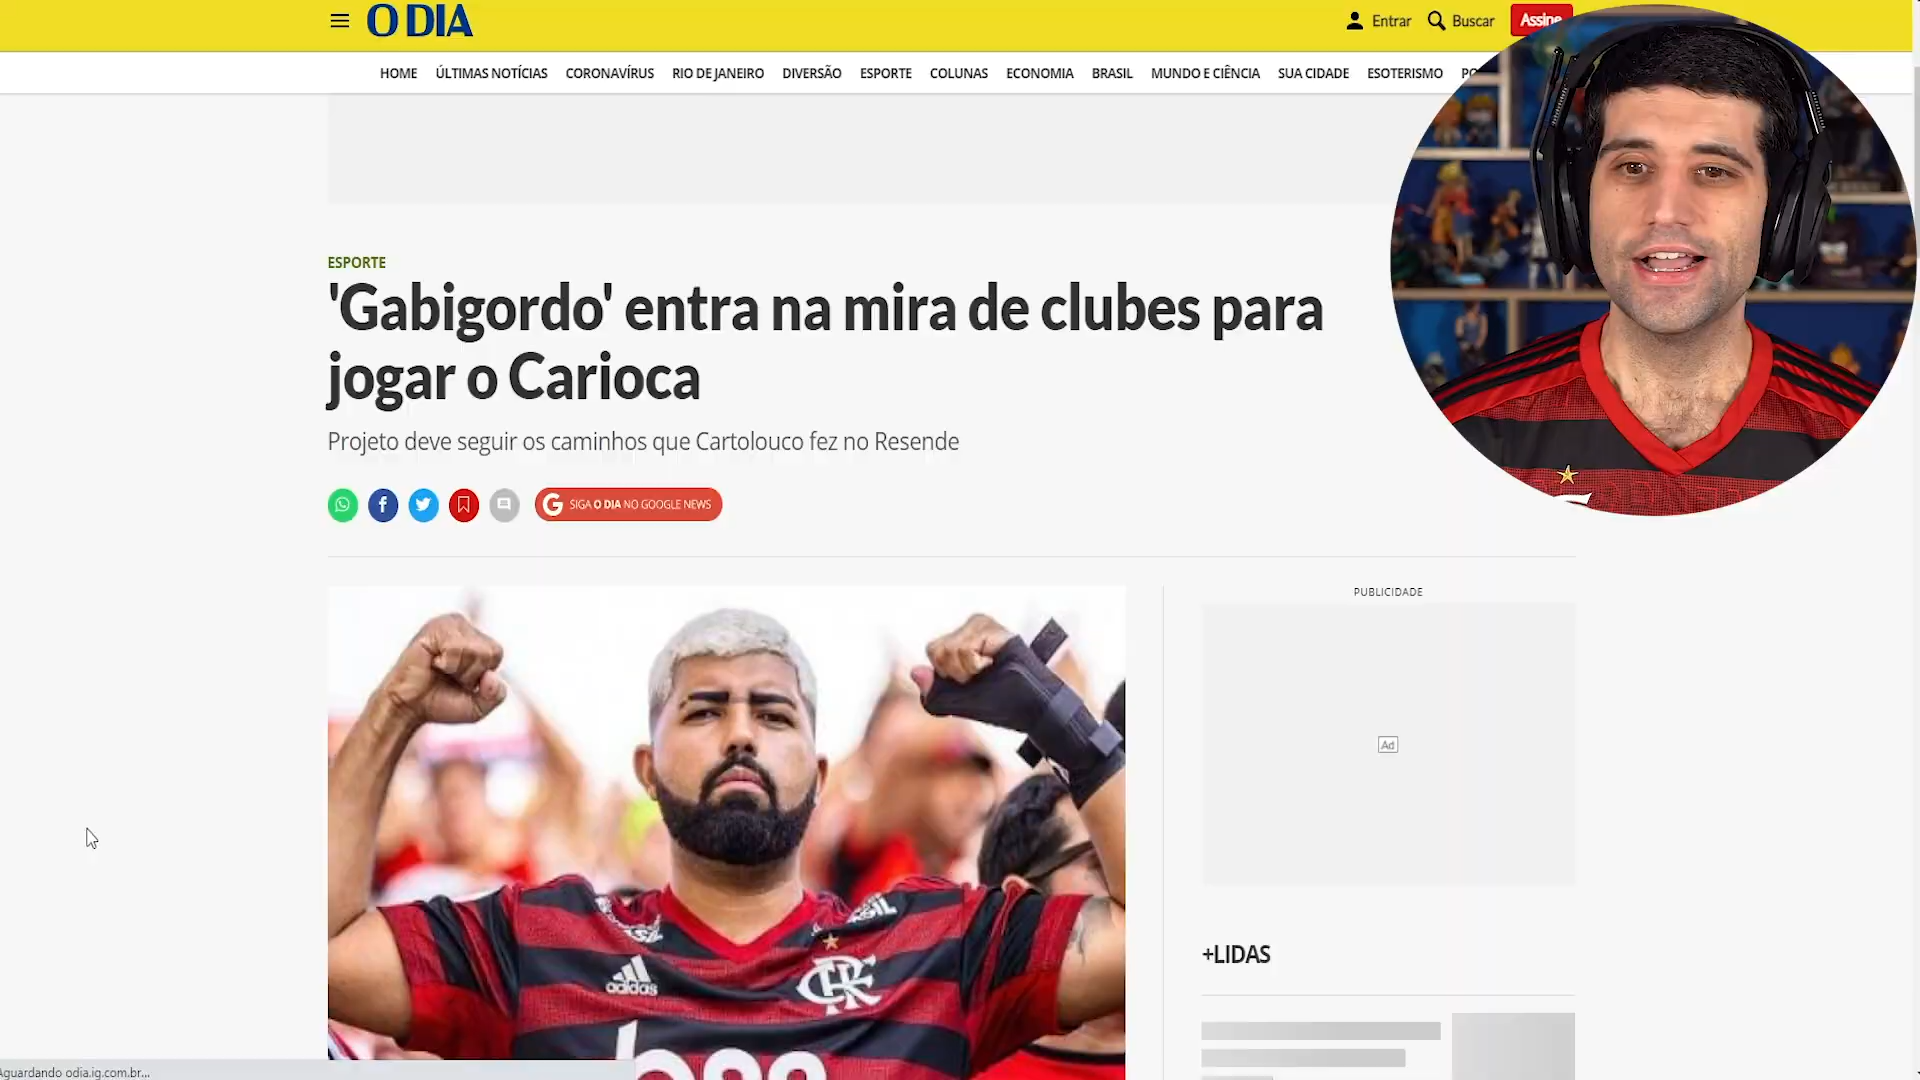 O DIA
Entrar
Buscar
Assine
HOME ÚLTIMAS NOTÍCIAS CORONAVÍRUS RIO DE JANEIRO DIVERSÃO ESPORTE COLUNAS ECONOMIA BRASIL MUNDO E CIÊNCIA SUA CIDADE ESOTERISMO
ESPORTE
'Gabigordo' entra na mira de clubes para
jogar o Carioca
Projeto deve seguir os caminhos que Cartolouco fez no Resende
SIGA O DIA NO GOOGLE NEWS
PUBLICIDADE
Ad
+LIDAS
adidas
CRF
Aguardando odia.ig.com.br...